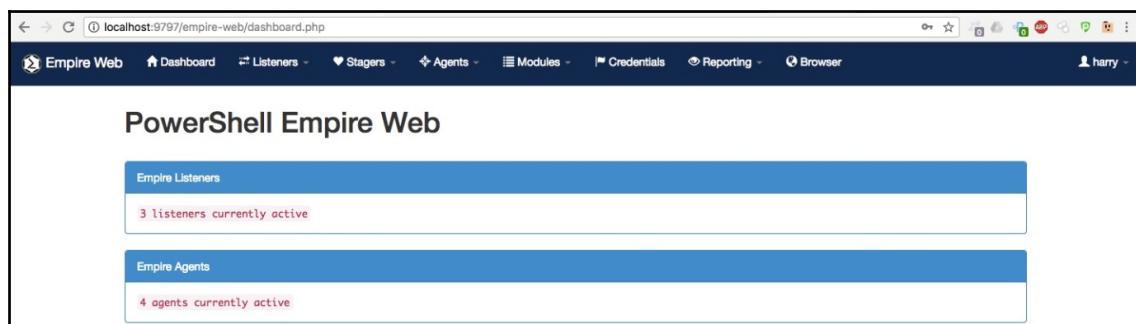 localhost:9797/empire-web/dashboard.php
Empire Web Dashboard Listeners Stagers Agents Modules Credentials Reporting Browser harry
PowerShell Empire Web
Empire Listeners
3 listeners currently active
Empire Agents
4 agents currently active